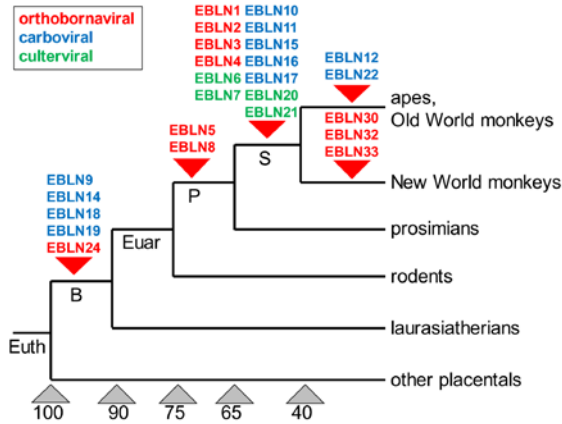 orthobornaviral
carboviral
culterviral
EBLN1 EBLN10
EBLN2 EBLN11
EBLN3 EBLN15
EBLN4 EBLN16
EBLN6 EBLN17
EBLN7 EBLN20
EBLN21
EBLN12
EBLN22
apes,
Old World monkeys
EBLN30
EBLN32
EBLN33
EBLN5
EBLN8
S
P
New World monkeys
EBLN9
EBLN14
EBLN18
EBLN19
EBLN24
prosimians
Euar
rodents
B
laurasiatherians
Euth
other placentals
100 90 75 65 40